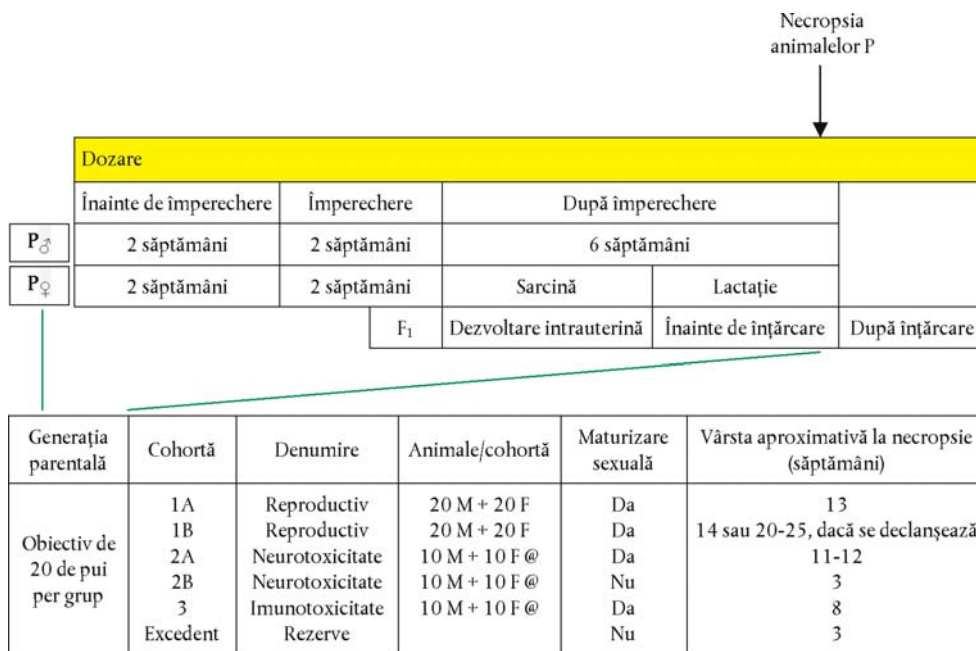 Necropsia
animalelor P
Dozare
Înainte de împerechere Împerechere După împerechere
P♂ 2 săptămâni 2 săptămâni 6 săptămâni
P♀ 2 săptămâni 2 săptămâni Sarcină Lactație
F₁ Dezvoltare intrauterină Înainte de înțărcare După înțărcare
Generația parentală Cohortă Denumire Animale/cohortă Maturizare sexuală Vârsta aproximativă la necropsie (săptămâni)
Obiectiv de 20 de pui per grup
1A Reproductiv 20 M + 20 F Da 13
1B Reproductiv 20 M + 20 F Da 14 sau 20-25, dacă se declanșează
2A Neurotoxicitate 10 M + 10 F @ Da 11-12
2B Neurotoxicitate 10 M + 10 F @ Nu 3
3 Imunotoxicitate 10 M + 10 F @ Da 8
Excedent Rezerve Nu 3